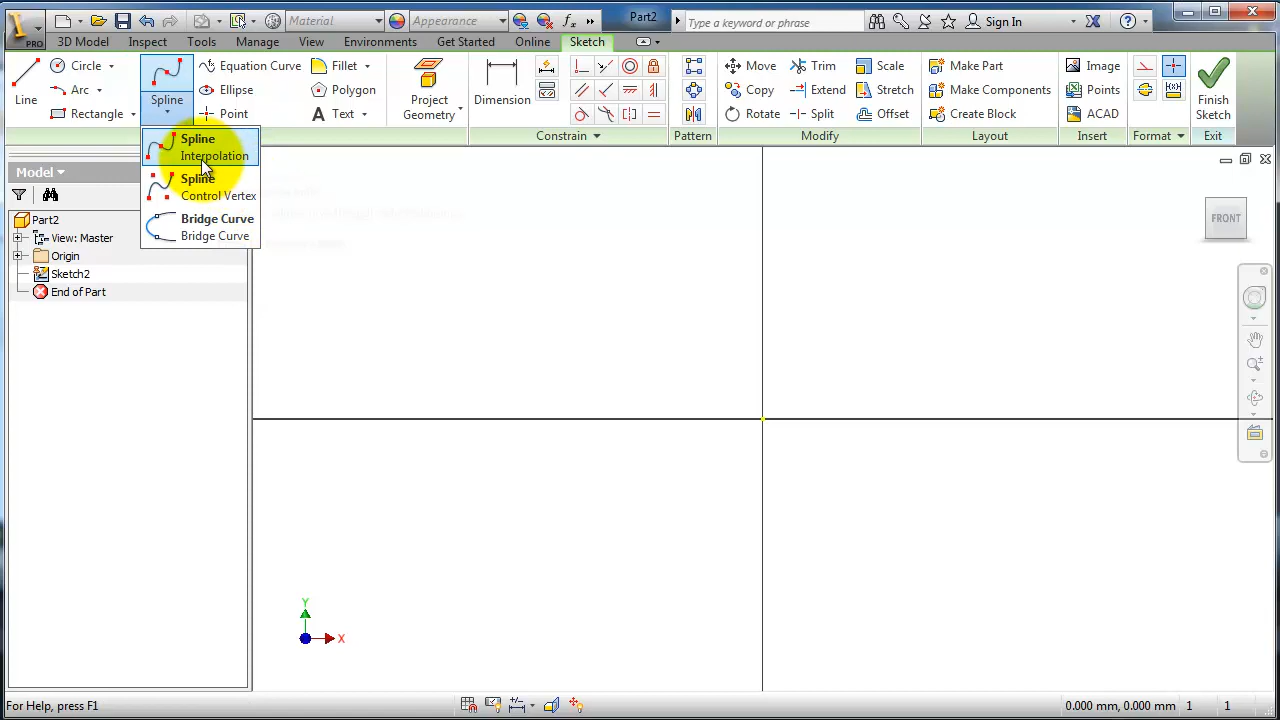 Material
Appearance
Part2
Type a keyword or phrase
Sign In
PRO
3D Model
Inspect
Tools
Manage
View
Environments
Get Started
Online
Sketch
Line
Circle
Arc
Rectangle
Spline
Equation Curve
Ellipse
Point
Fillet
Polygon
Text
Project
Geometry
Dimension
Move
Copy
Rotate
Trim
Extend
Split
Scale
Stretch
Offset
Make Part
Make Components
Create Block
Image
Points
ACAD
Finish
Sketch
Constrain
Pattern
Modify
Layout
Insert
Format
Exit
Spline
Interpolation
Spline
Control Vertex
Bridge Curve
Bridge Curve
Model
Part2
View: Master
Origin
Sketch2
End of Part
FRONT
Y
X
For Help, press F1
0.000 mm, 0.000 mm
1
1